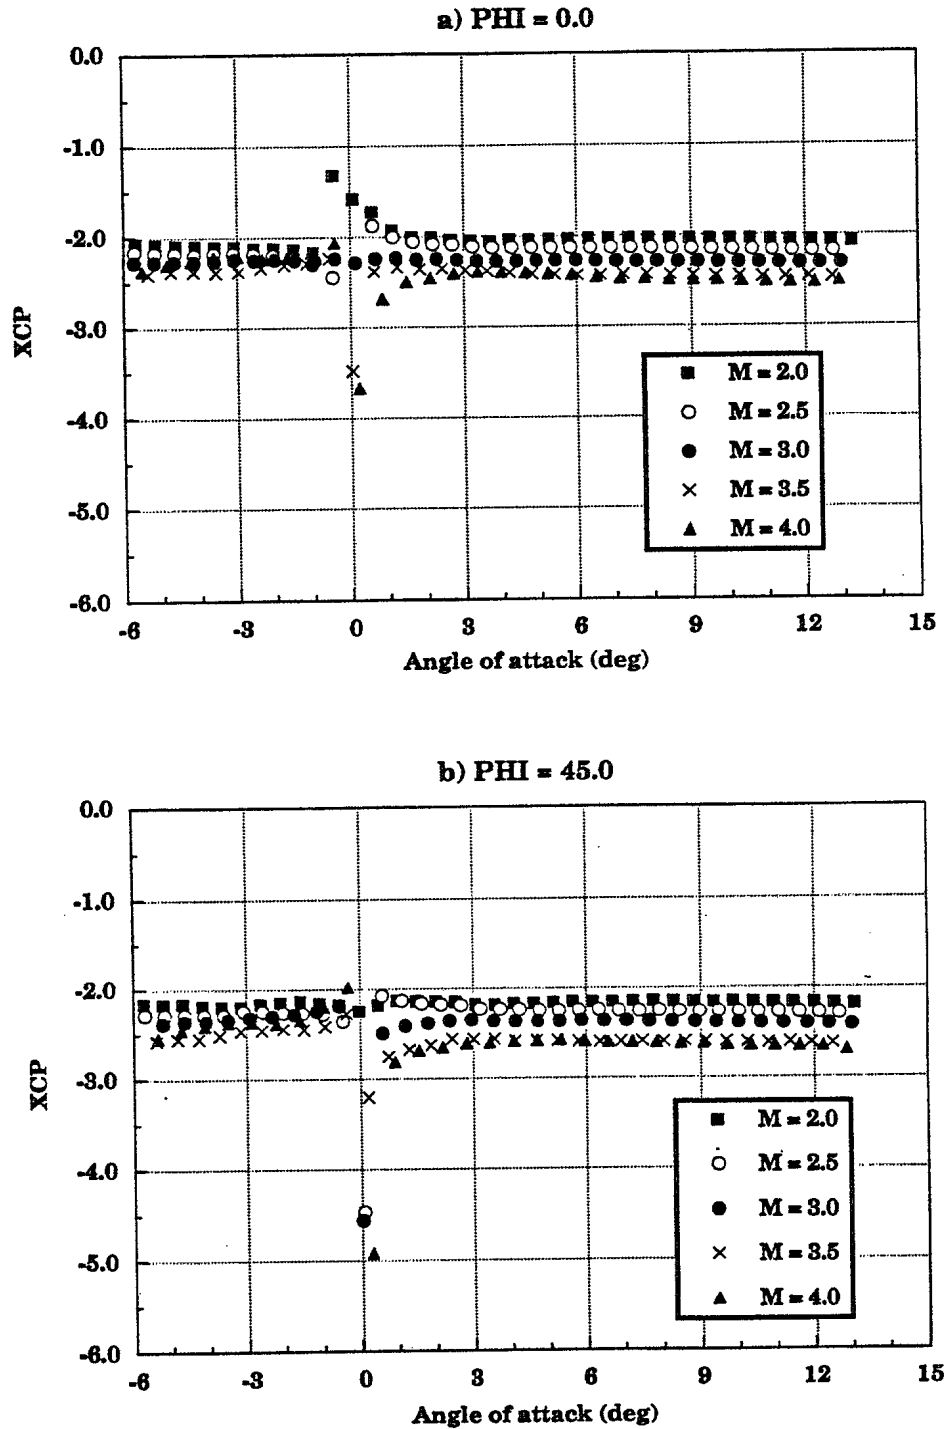 a) PHI = 0.0
0.0
-1.0
-2.0
-3.0
-4.0
-5.0
-6.0
XCP
M = 2.0
M = 2.5
M = 3.0
M = 3.5
M = 4.0
-6 -3 0 3 6 9 12 15
Angle of attack (deg)
b) PHI = 45.0
0.0
-1.0
-2.0
-3.0
-4.0
-5.0
-6.0
XCP
M = 2.0
M = 2.5
M = 3.0
M = 3.5
M = 4.0
-6 -3 0 3 6 9 12 15
Angle of attack (deg)